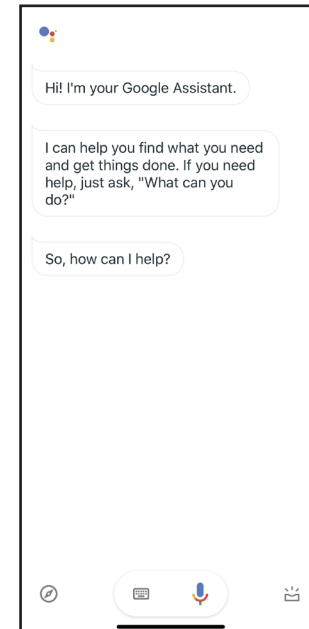 Hi! I'm your Google Assistant.
I can help you find what you need
and get things done. If you need
help, just ask, "What can you
do?"
So, how can I help?